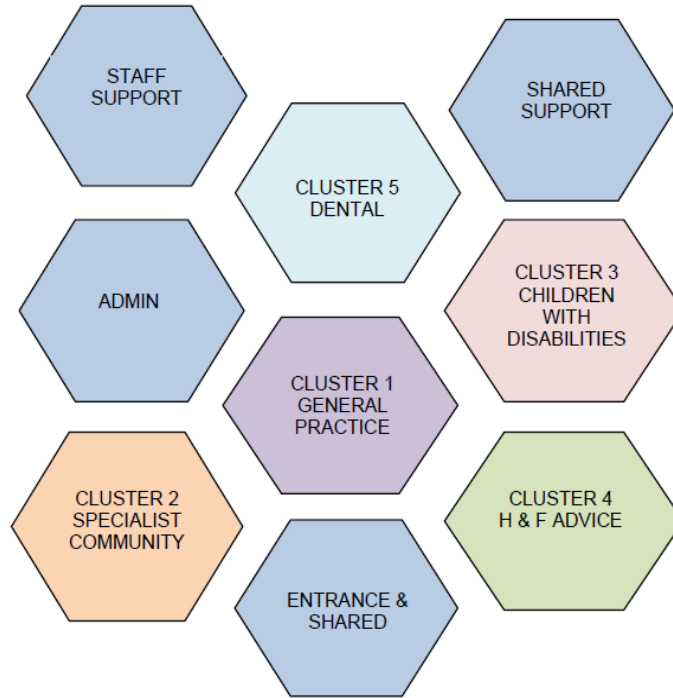 STAFF
SUPPORT
SHARED
SUPPORT
CLUSTER 5
DENTAL
ADMIN
CLUSTER 3
CHILDREN
WITH
DISABILITIES
CLUSTER 1
GENERAL
PRACTICE
CLUSTER 2
SPECIALIST
COMMUNITY
CLUSTER 4
H & F ADVICE
ENTRANCE &
SHARED